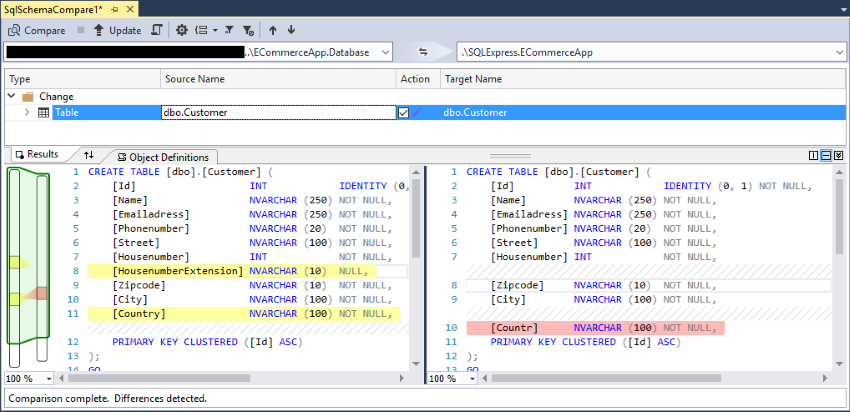 SqlSchemaCompare1*
Compare Update
..\ECommerceApp.Database .\SQLExpress.ECommerceApp
Type Source Name Action Target Name
Change
Table dbo.Customer dbo.Customer
Results Object Definitions
1 CREATE TABLE [dbo].[Customer] (
2 [Id] INT IDENTITY (0,
3 [Name] NVARCHAR (250) NOT NULL,
4 [Emailadress] NVARCHAR (250) NOT NULL,
5 [Phonenumber] NVARCHAR (20) NOT NULL,
6 [Street] NVARCHAR (100) NOT NULL,
7 [Housenumber] INT NOT NULL,
8 [HousenumberExtension] NVARCHAR (10) NULL,
9 [Zipcode] NVARCHAR (10) NOT NULL,
10 [City] NVARCHAR (100) NOT NULL,
11 [Country] NVARCHAR (100) NOT NULL,
12 PRIMARY KEY CLUSTERED ([Id] ASC)
13 );
14 GO
100 %
1 CREATE TABLE [dbo].[Customer] (
2 [Id] INT IDENTITY (0, 1) NOT NULL,
3 [Name] NVARCHAR (250) NOT NULL,
4 [Emailadress] NVARCHAR (250) NOT NULL,
5 [Phonenumber] NVARCHAR (20) NOT NULL,
6 [Street] NVARCHAR (100) NOT NULL,
7 [Housenumber] INT NOT NULL,
8 [Zipcode] NVARCHAR (10) NOT NULL,
9 [City] NVARCHAR (100) NOT NULL,
10 [Countr] NVARCHAR (100) NOT NULL,
11 PRIMARY KEY CLUSTERED ([Id] ASC)
12 );
13 GO
100 %
Comparison complete. Differences detected.